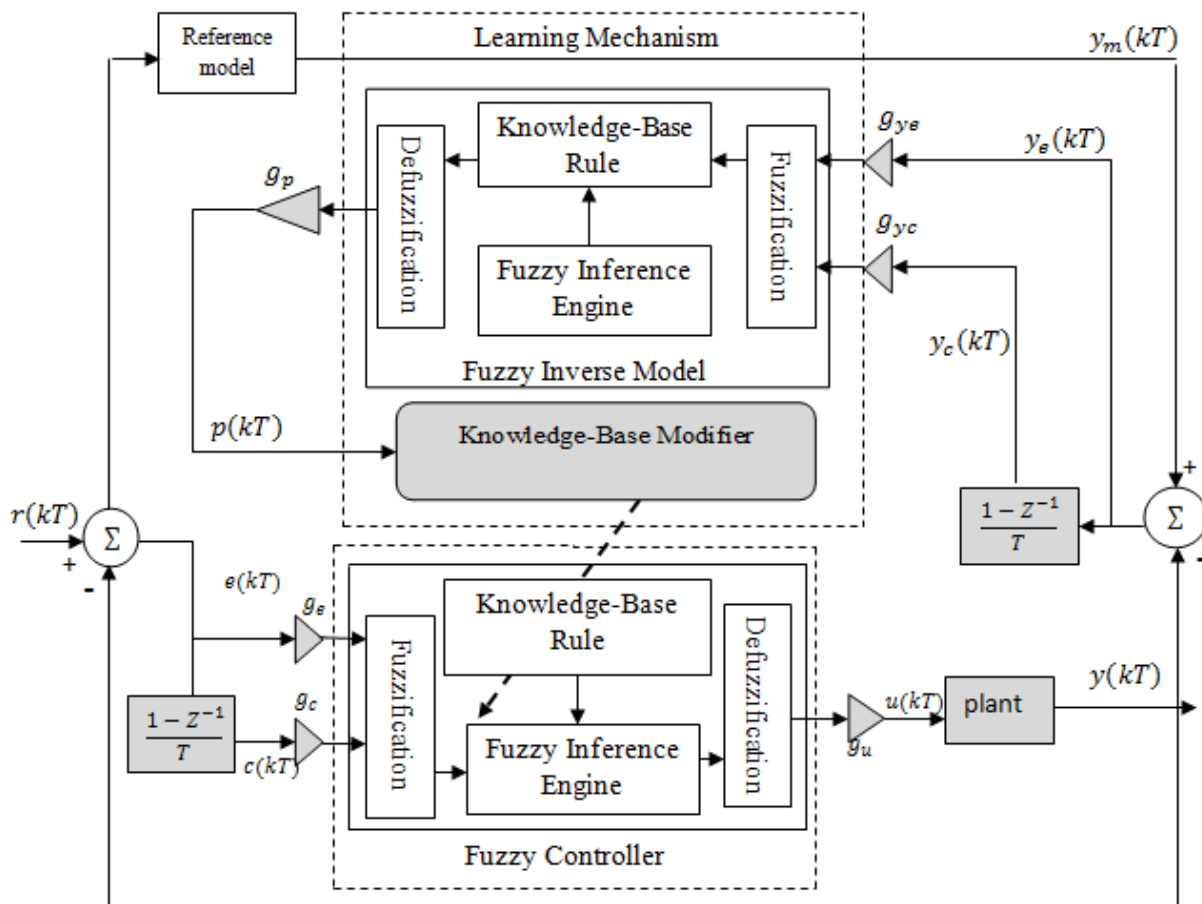 Reference
model
Learning Mechanism
y_m(kT)
Knowledge-Base
Rule
Defuzzification
Fuzzification
g_ye
y_e(kT)
g_p
g_yc
Fuzzy Inference
Engine
y_c(kT)
Fuzzy Inverse Model
p(kT)
Knowledge-Base Modifier
+
r(kT)
Σ
+
-
1 − Z⁻¹
T
Σ
-
e(kT)
g_e
Knowledge-Base
Rule
Fuzzification
Defuzzification
g_c
1 − Z⁻¹
T
c(kT)
Fuzzy Inference
Engine
g_u
u(kT)
plant
y(kT)
Fuzzy Controller